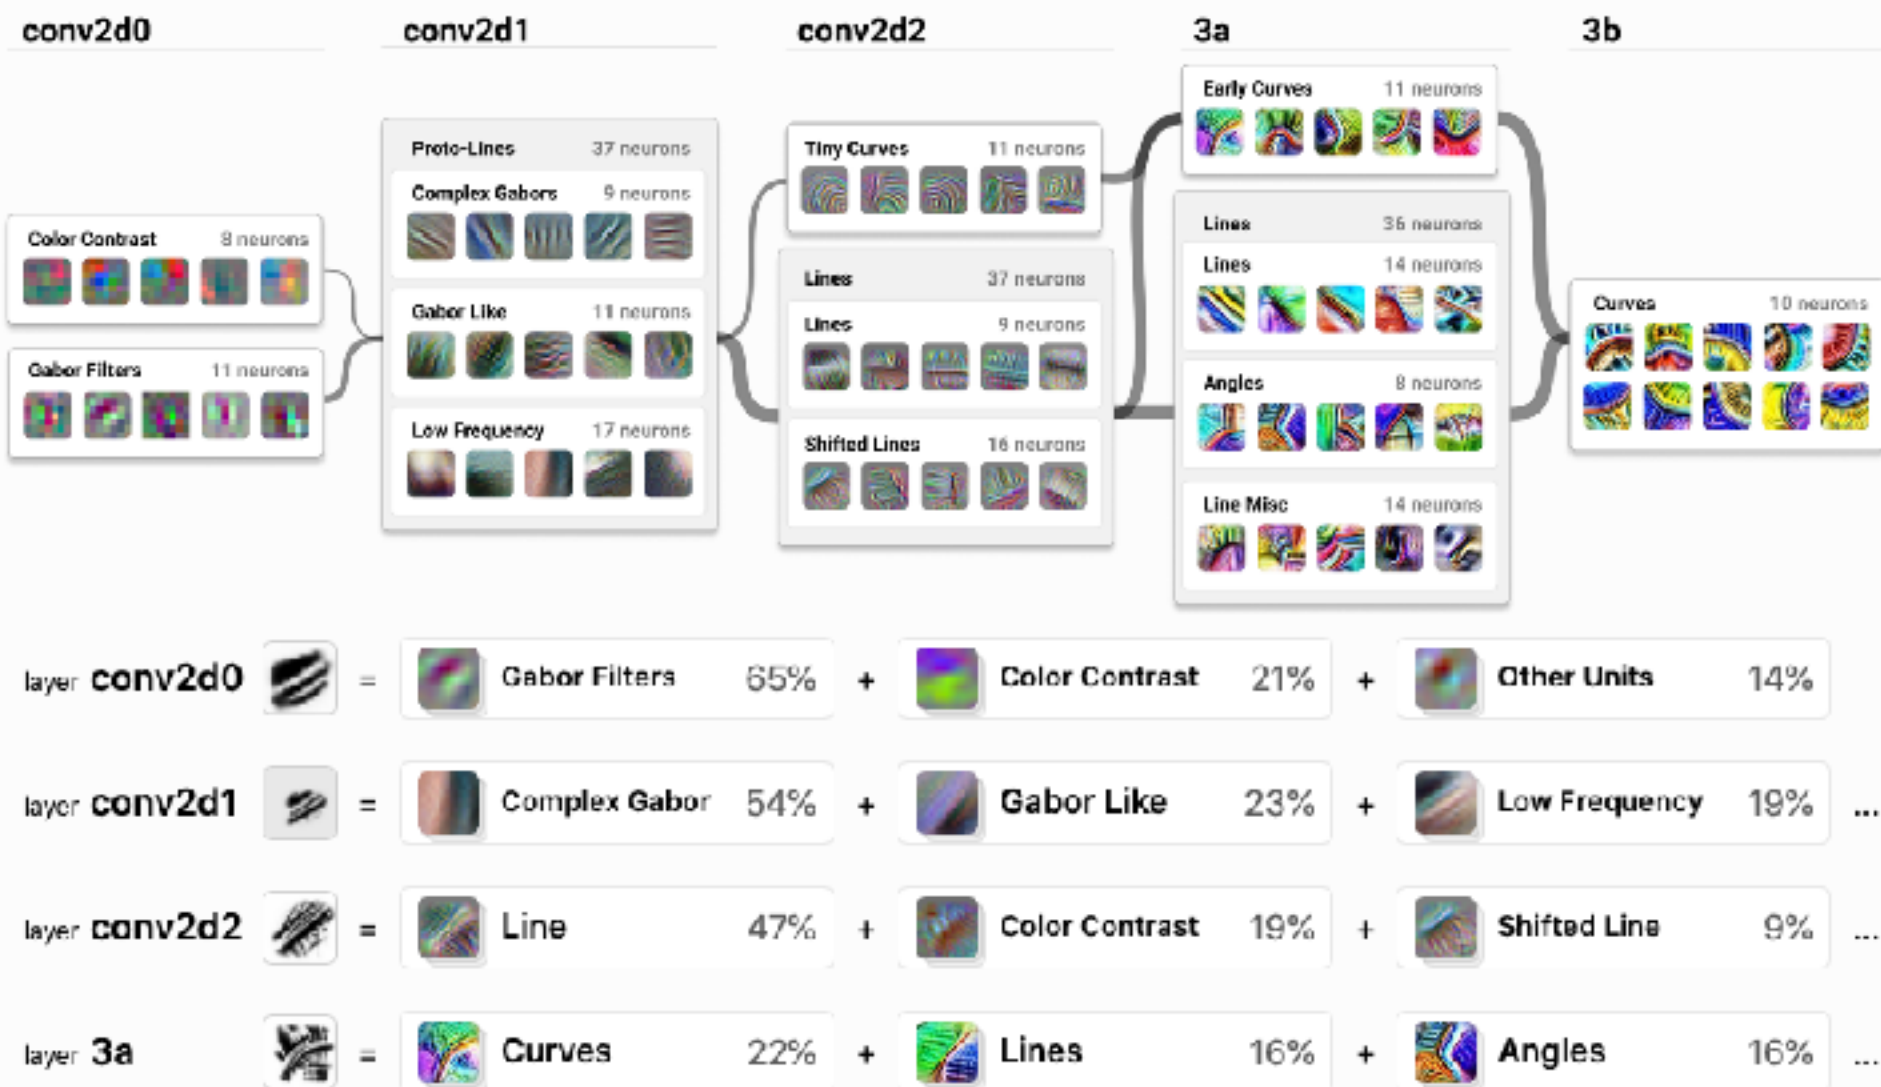 conv2d0
conv2d1
conv2d2
3a
3b
Color Contrast 8 neurons
Gabor Filters 11 neurons
Proto-Lines 37 neurons
Complex Gabors 9 neurons
Gabor Like 11 neurons
Low Frequency 17 neurons
Tiny Curves 11 neurons
Lines 37 neurons
Lines 9 neurons
Shifted Lines 16 neurons
Early Curves 11 neurons
Lines 36 neurons
Lines 14 neurons
Angles 8 neurons
Line Misc 14 neurons
Curves 10 neurons
layer conv2d0 = Gabor Filters 65% + Color Contrast 21% + Other Units 14%
layer conv2d1 = Complex Gabor 54% + Gabor Like 23% + Low Frequency 19% ...
layer conv2d2 = Line 47% + Color Contrast 19% + Shifted Line 9% ...
layer 3a = Curves 22% + Lines 16% + Angles 16% ...